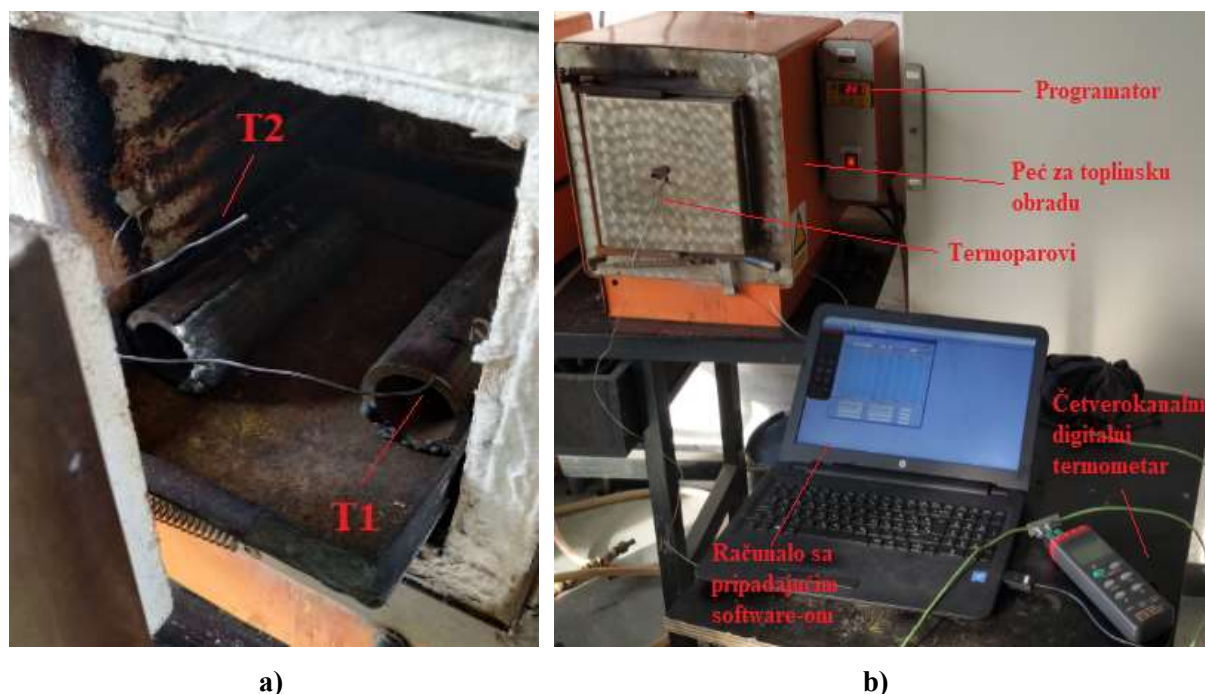 T2
T1
Programator
Peć za toplinsku
obradu
Termoparovi
Četverokanalni
digitalni
termometar
Računalo sa
pripadajućim
software-om
a)
b)